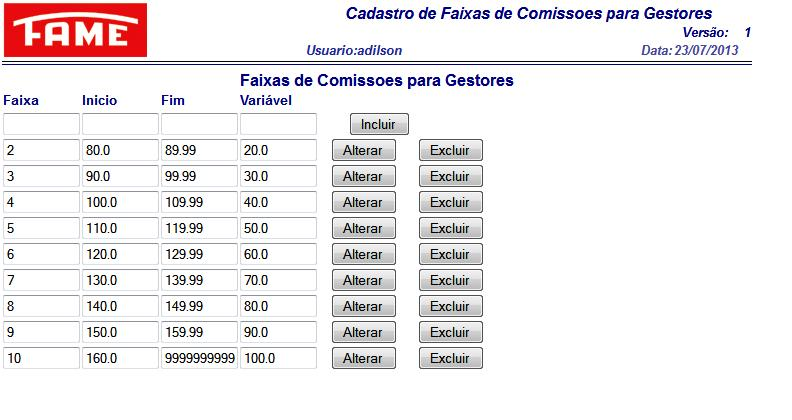 FAME
Cadastro de Faixas de Comissoes para Gestores
Versão: 1
Usuario:adilson Data: 23/07/2013
Faixas de Comissoes para Gestores
Faixa Inicio Fim Variável
Incluir
2 80.0 89.99 20.0 Alterar Excluir
3 90.0 99.99 30.0 Alterar Excluir
4 100.0 109.99 40.0 Alterar Excluir
5 110.0 119.99 50.0 Alterar Excluir
6 120.0 129.99 60.0 Alterar Excluir
7 130.0 139.99 70.0 Alterar Excluir
8 140.0 149.99 80.0 Alterar Excluir
9 150.0 159.99 90.0 Alterar Excluir
10 160.0 9999999999 100.0 Alterar Excluir